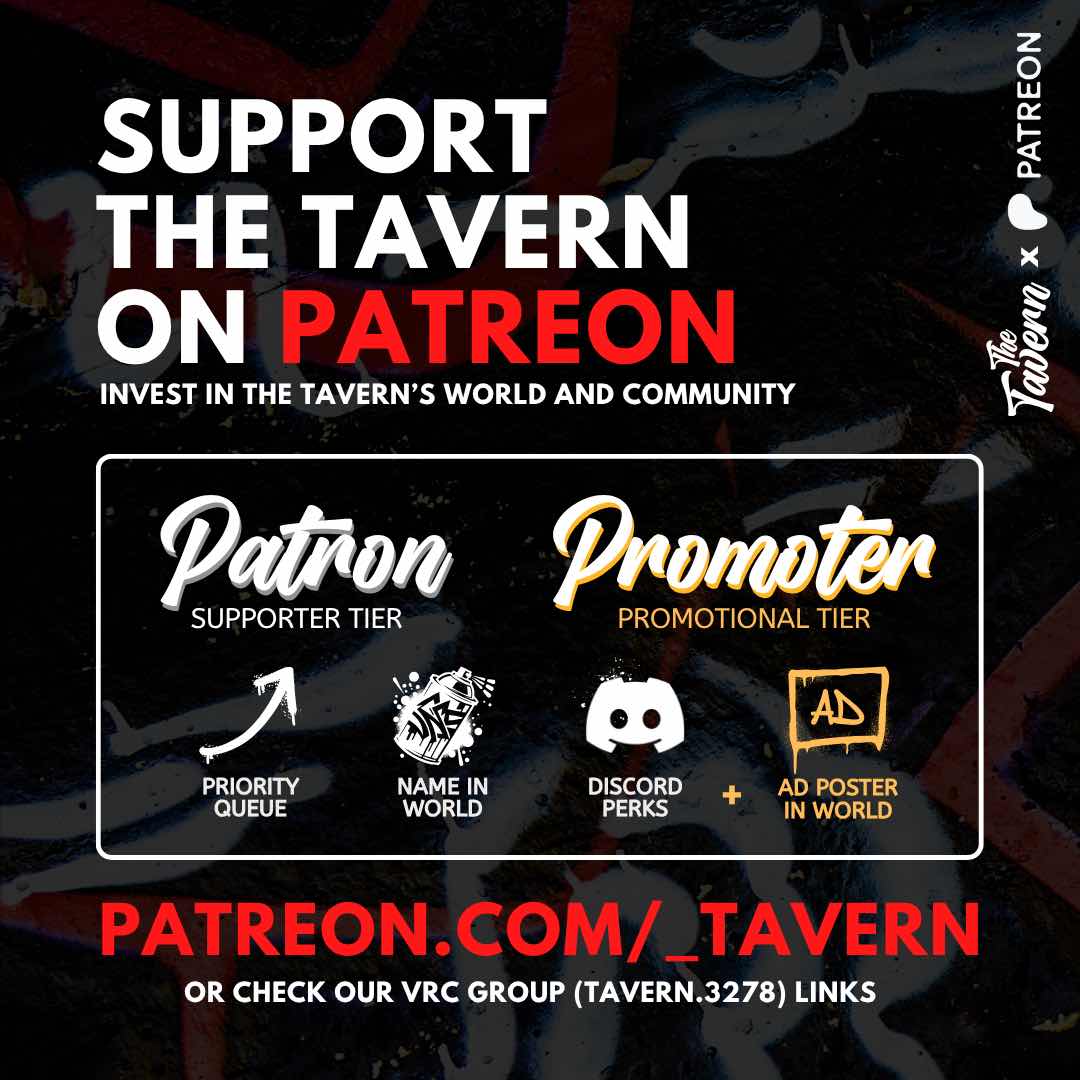 SUPPORT
THE TAVERN
ON PATREON
INVEST IN THE TAVERN'S WORLD AND COMMUNITY
The
Tavern x PATREON
Patron
SUPPORTER TIER
Promoter
PROMOTIONAL TIER
PRIORITY
QUEUE
NAME IN
WORLD
DISCORD
PERKS
+
AD
AD POSTER
IN WORLD
PATREON.COM/_TAVERN
OR CHECK OUR VRC GROUP (TAVERN.3278) LINKS